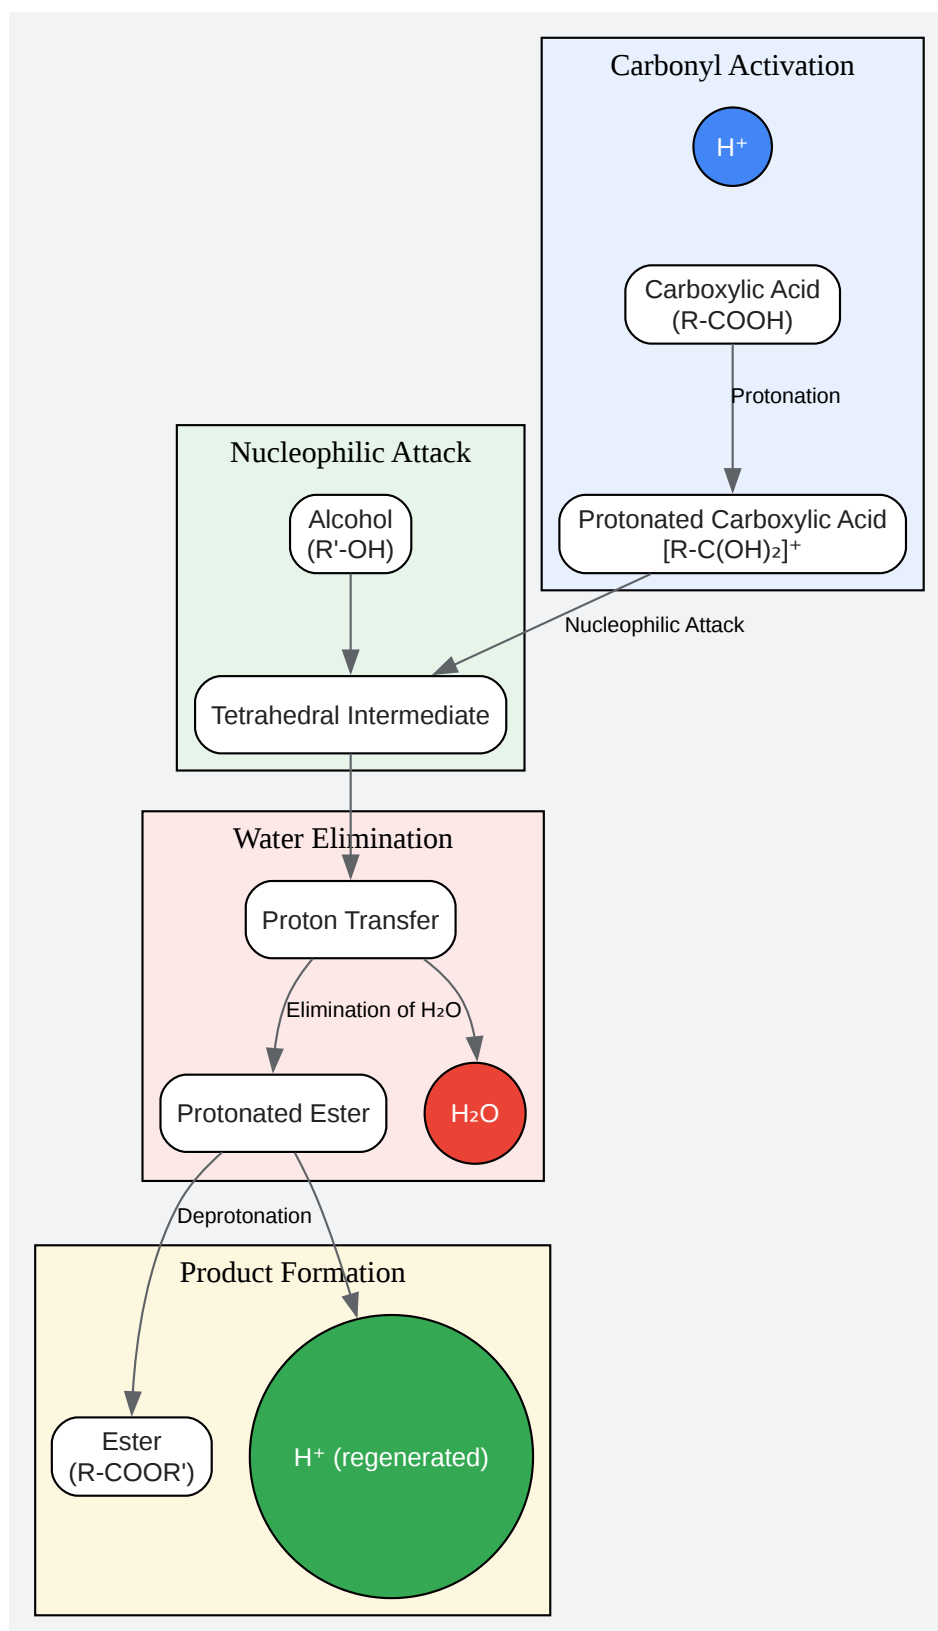 Carbonyl Activation
H⁺
Carboxylic Acid
(R-COOH)
Protonation
Protonated Carboxylic Acid
[R-C(OH)₂]⁺
Nucleophilic Attack
Alcohol
(R'-OH)
Nucleophilic Attack
Tetrahedral Intermediate
Water Elimination
Proton Transfer
Elimination of H₂O
Protonated Ester
H₂O
Deprotonation
Product Formation
Ester
(R-COOR')
H⁺ (regenerated)